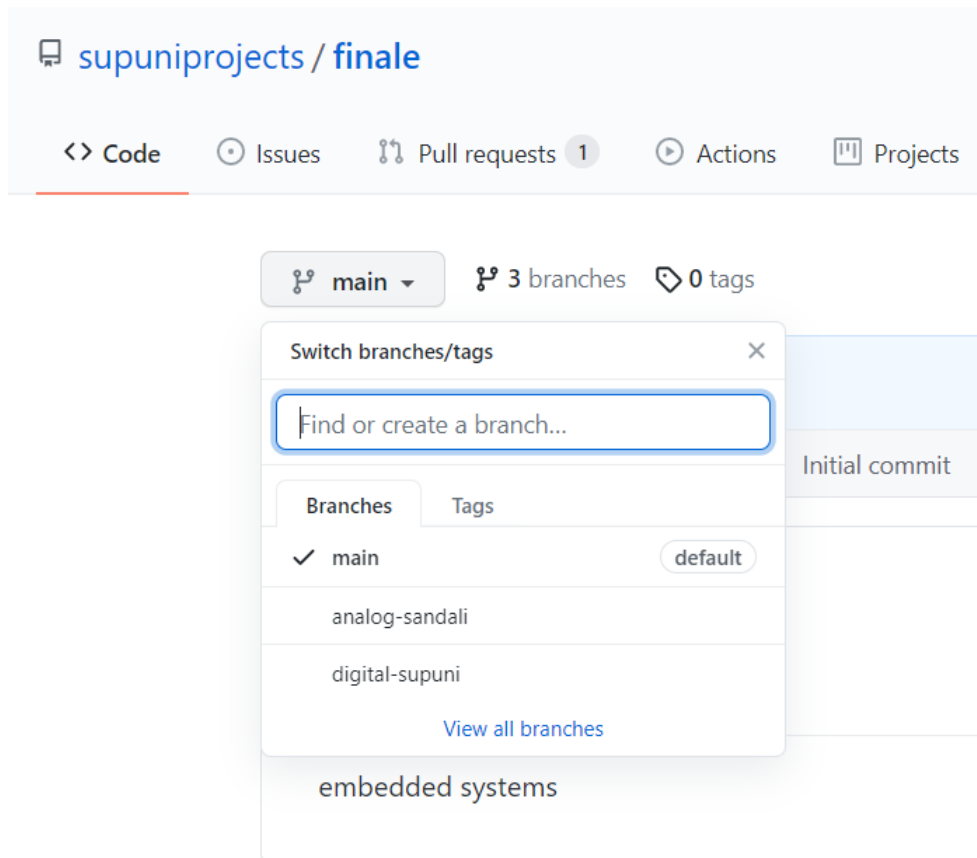 supuniprojects / finale
Code Issues Pull requests 1 Actions Projects
main 3 branches 0 tags
Switch branches/tags
Find or create a branch...
Initial commit
Branches Tags
main default
analog-sandali
digital-supuni
View all branches
embedded systems